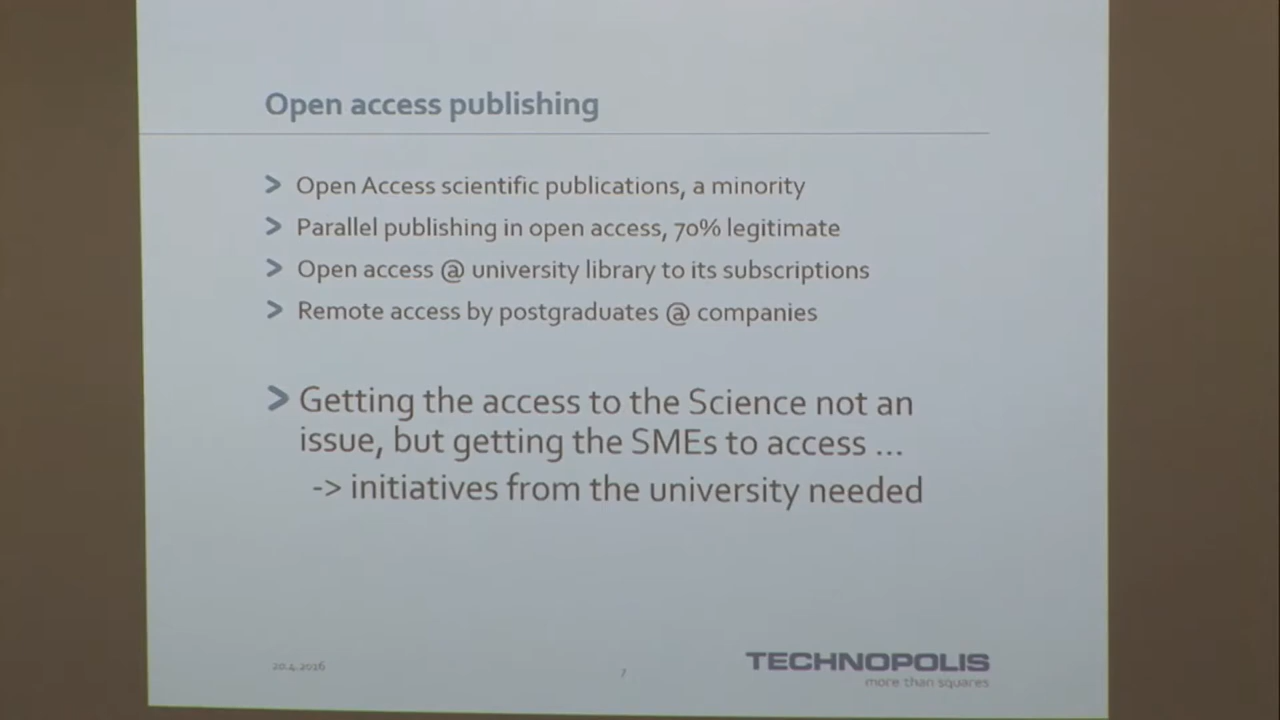 Open access publishing
> Open Access scientific publications, a minority
> Parallel publishing in open access, 70% legitimate
> Open access @ university library to its subscriptions
> Remote access by postgraduates @ companies
> Getting the access to the Science not an
issue, but getting the SMEs to access ...
-> initiatives from the university needed
20.4.2016
7
TECHNOPOLIS
more than squares